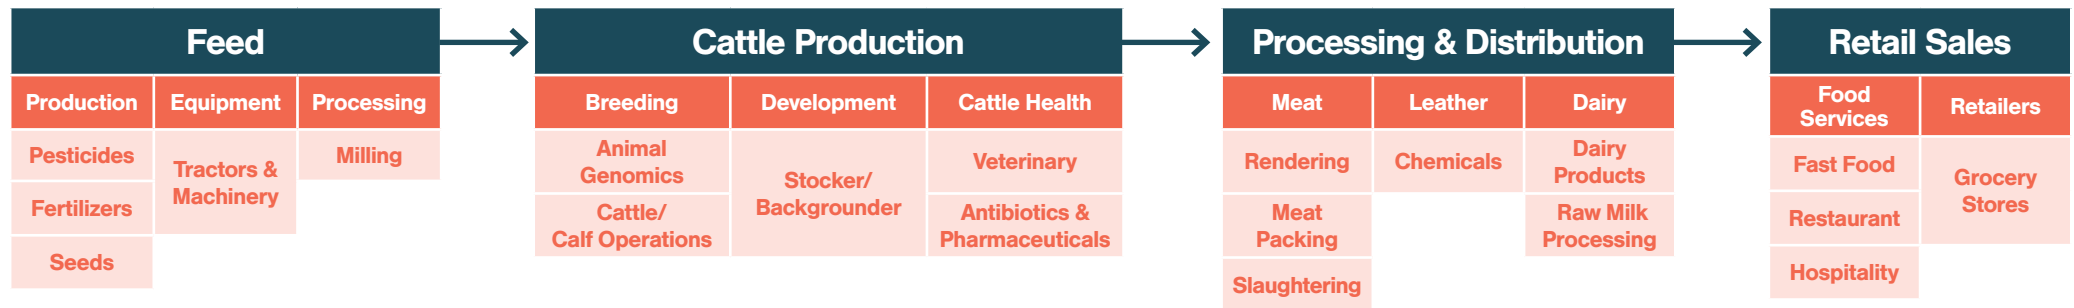 Feed
Cattle Production
Processing & Distribution
Retail Sales
Production
Equipment
Processing
Pesticides
Fertilizers
Seeds
Tractors &
Machinery
Milling
Breeding
Development
Cattle Health
Animal
Genomics
Cattle/
Calf Operations
Stocker/
Backgrounder
Veterinary
Antibiotics &
Pharmaceuticals
Meat
Leather
Dairy
Rendering
Meat
Packing
Slaughtering
Chemicals
Dairy
Products
Raw Milk
Processing
Food
Services
Retailers
Fast Food
Restaurant
Hospitality
Grocery
Stores